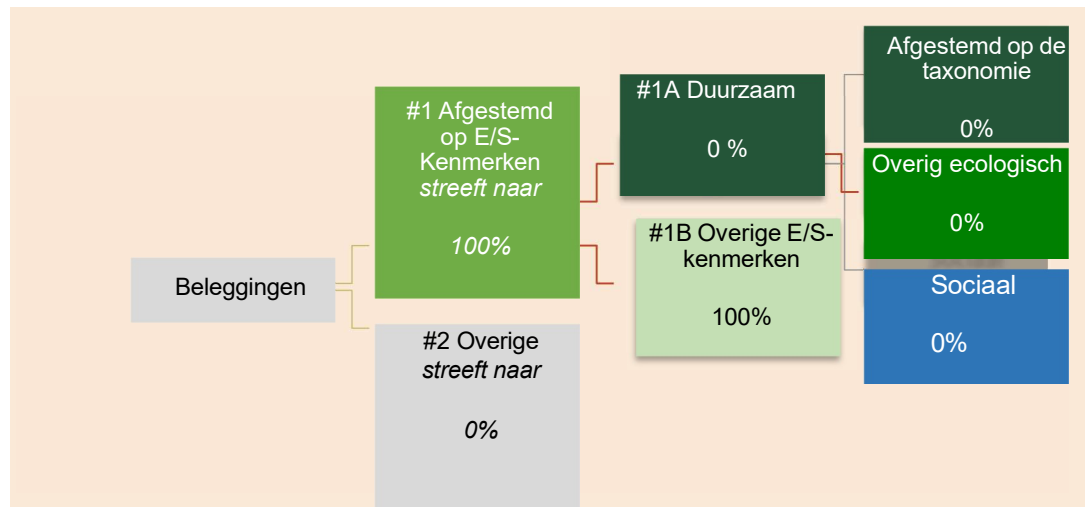 Beleggingen
#1 Afgestemd
op E/S-
Kenmerken
streeft naar
100%
#2 Overige
streeft naar
0%
#1A Duurzaam
0 %
#1B Overige E/S-
kenmerken
100%
Afgestemd op de
taxonomie
0%
Overig ecologisch
0%
Sociaal
0%